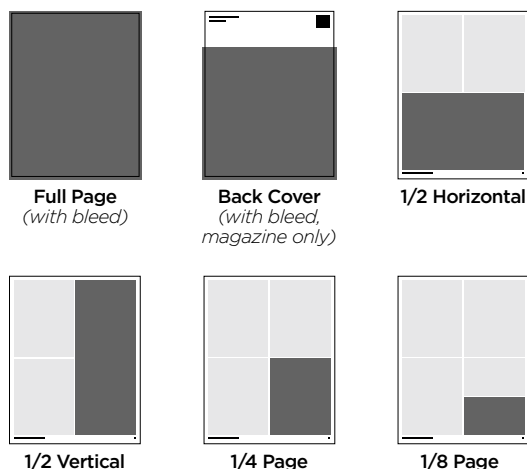 Full Page
(with bleed)
Back Cover
(with bleed,
magazine only)
1/2 Horizontal
1/2 Vertical
1/4 Page
1/8 Page